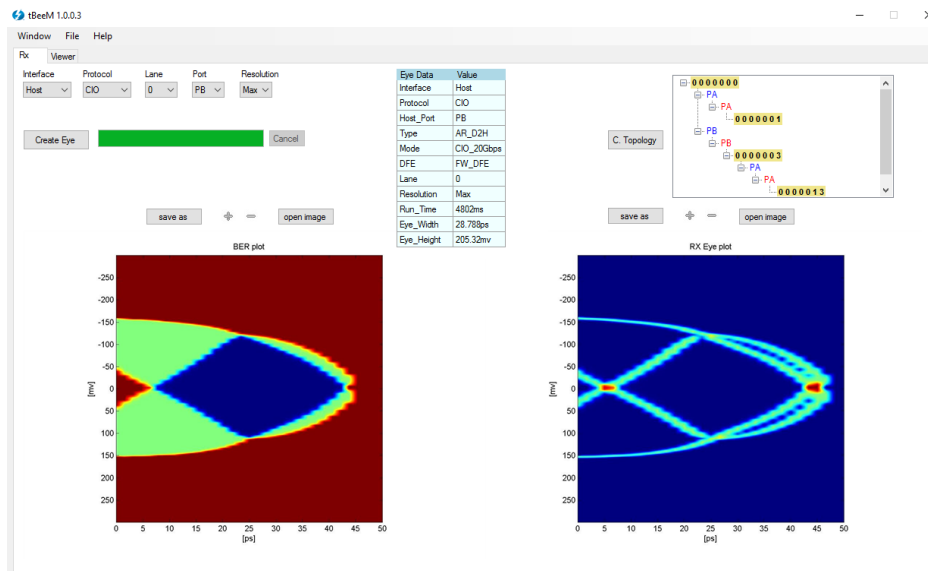 tBeeM 1.0.0.3
Window File Help
Rx Viewer
Interface Protocol Lane Port Resolution
Host CIO 0 PB Max
Create Eye Cancel
save as + − open image
Eye Data Value
Interface Host
Protocol CIO
Host_Port PB
Type AR_D2H
Mode CIO_20Gbps
DFE FW_DFE
Lane 0
Resolution Max
Run_Time 4802ms
Eye_Width 28.788ps
Eye_Height 205.32mv
C. Topology
0000000
PA
PA
0000001
PB
PB
0000003
PA
PA
0000013
save as + − open image
BER plot
-250
-200
-150
-100
-50
0
50
100
150
200
250
[mv]
0 5 10 15 20 25 30 35 40 45 50
[ps]
RX Eye plot
-250
-200
-150
-100
-50
0
50
100
150
200
250
[mv]
0 5 10 15 20 25 30 35 40 45 50
[ps]